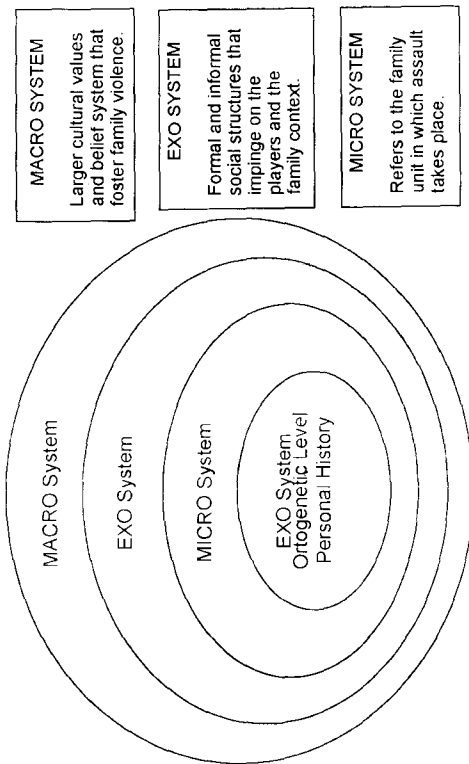 MACRO System
EXO System
MICRO System
EXO System
Ortogenetic Level
Personal History
MACRO SYSTEM
Larger cultural values
and belief system that
foster family violence.
EXO SYSTEM
Formal and informal
social structures that
impinge on the
players and the
family context.
MICRO SYSTEM
Refers to the family
unit in which assault
takes place.